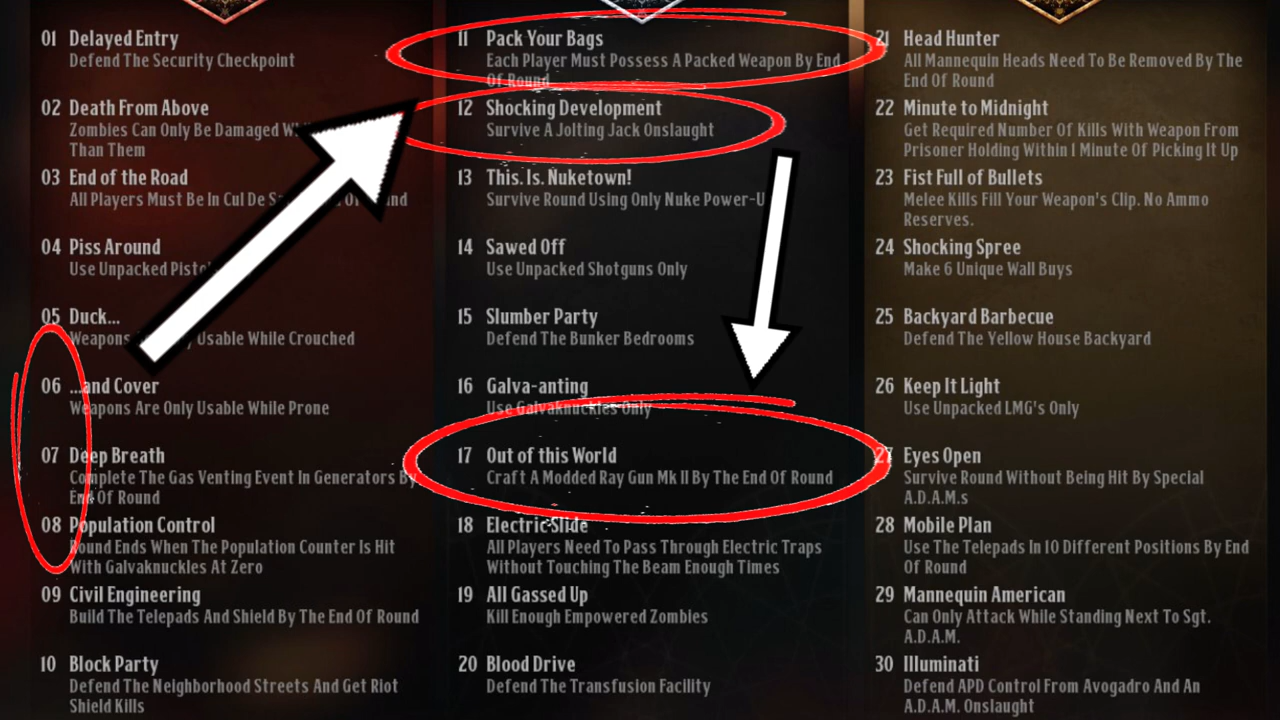 01 Delayed Entry
Defend The Security Checkpoint
02 Death From Above
Zombies Can Only Be Damaged
Than Them
03 End of the Road
All Players Must Be In Cul De
04 Piss Around
Use Unpacked
05 Duck...
Weapons Usable While Crouched
06 ...and Cover
Weapons Are Only Usable While Prone
07 Deep Breath
Complete The Gas Venting Event In Generators By
End Of Round
08 Population Control
Round Ends When The Population Counter Is Hit
With Galvaknuckles At Zero
09 Civil Engineering
Build The Telepads And Shield By The End Of Round
10 Block Party
Defend The Neighborhood Streets And Get Riot
Shield Kills
11 Pack Your Bags
Each Player Must Possess A Packed Weapon By End
Of Round
12 Shocking Development
Survive A Jolting Jack Onslaught
13 This. Is. Nuketown!
Survive Round Using Only Nuke
14 Sawed Off
Use Unpacked Shotguns Only
15 Slumber Party
Defend The Bunker Bedrooms
16 Galva-anting
Use Galvaknuckles Only
17 Out of this World
Craft A Modded Ray Gun Mk II By The End Of Round
18 Electric Slide
All Players Need To Pass Through Electric Traps
Without Touching The Beam Enough Times
19 All Gassed Up
Kill Enough Empowered Zombies
20 Blood Drive
Defend The Transfusion Facility
21 Head Hunter
All Mannequin Heads Need To Be Removed By The
End Of Round
22 Minute to Midnight
Get Required Number Of Kills With Weapon From
Prisoner Holding Within 1 Minute Of Picking It Up
23 Fist Full of Bullets
Melee Kills Fill Your Weapon's Clip. No Ammo
Reserves.
24 Shocking Spree
Make 6 Unique Wall Buys
25 Backyard Barbecue
Defend The Yellow House Backyard
26 Keep It Light
Use Unpacked LMG's Only
27 Eyes Open
Survive Round Without Being Hit By Special
A.D.A.M.s
28 Mobile Plan
Use The Telepads In 10 Different Positions By End
Of Round
29 Mannequin American
Can Only Attack While Standing Next To Sgt.
A.D.A.M.
30 Illuminati
Defend APD Control From Avogadro And An
A.D.A.M. Onslaught